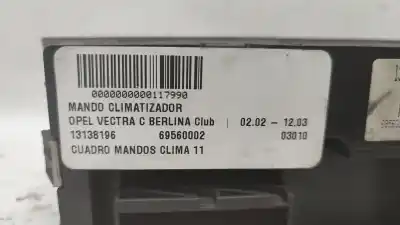 0000000000117990
MANDO CLIMATIZADOR
OPEL VECTRA C BERLINA Club | 02.02 - 12.03
13138196 69560002 03010
CUADRO MANDOS CLIMA 11